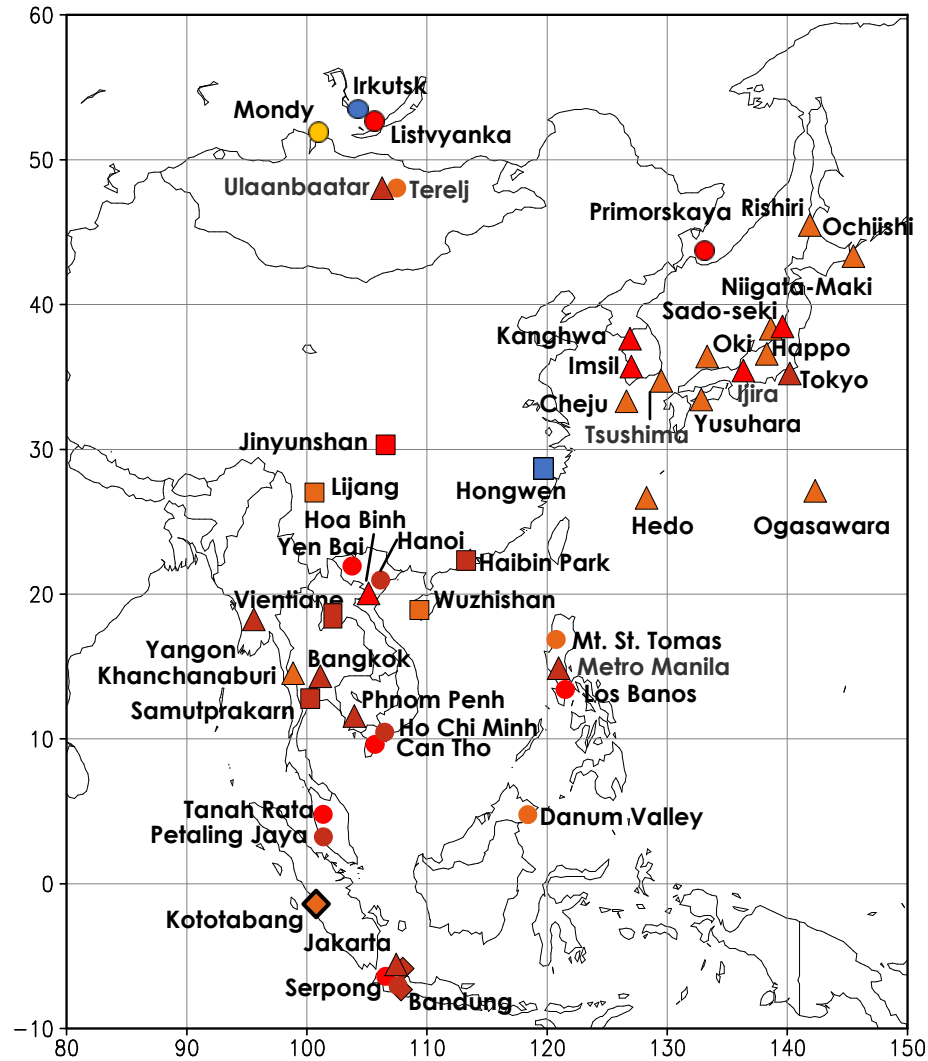 60
Irkutsk
Mondy
Listvyanka
50
Ulaanbaatar
Terelj
Primorskaya
Rishiri
Ochiishi
Niigata-Maki
40
Sado-seki
Kanghwa
Oki
Happo
Imsil
Tokyo
Ijira
Cheju
Yusuhara
Tsushima
30
Jinyunshan
Lijang
Hongwen
Hoa Binh
Hedo
Ogasawara
Yen Bai
Hanoi
Haibin Park
20
Vientiane
Wuzhishan
Yangon
Mt. St. Tomas
Bangkok
Metro Manila
Khanchanaburi
Los Banos
Samutprakarn
Phnom Penh
10
Ho Chi Minh
Can Tho
Tanah Rata
Danum Valley
Petaling Jaya
0
Kototabang
Jakarta
Serpong
Bandung
−10
80 90 100 110 120 130 140 150